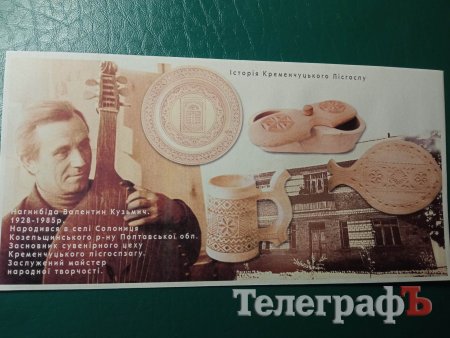 Історія Кременчуцького Лісгоспу
Нагнибіда Валентин Кузьмич.
1928-1985р.
Народився в селі Солониця
Козельщинського р-ну Полтавської обл.
Засновник сувенірного цеху
Кременчуцького лісгоспзагу.
Заслужений майстер
народної творчості.
ТелеграфЪ